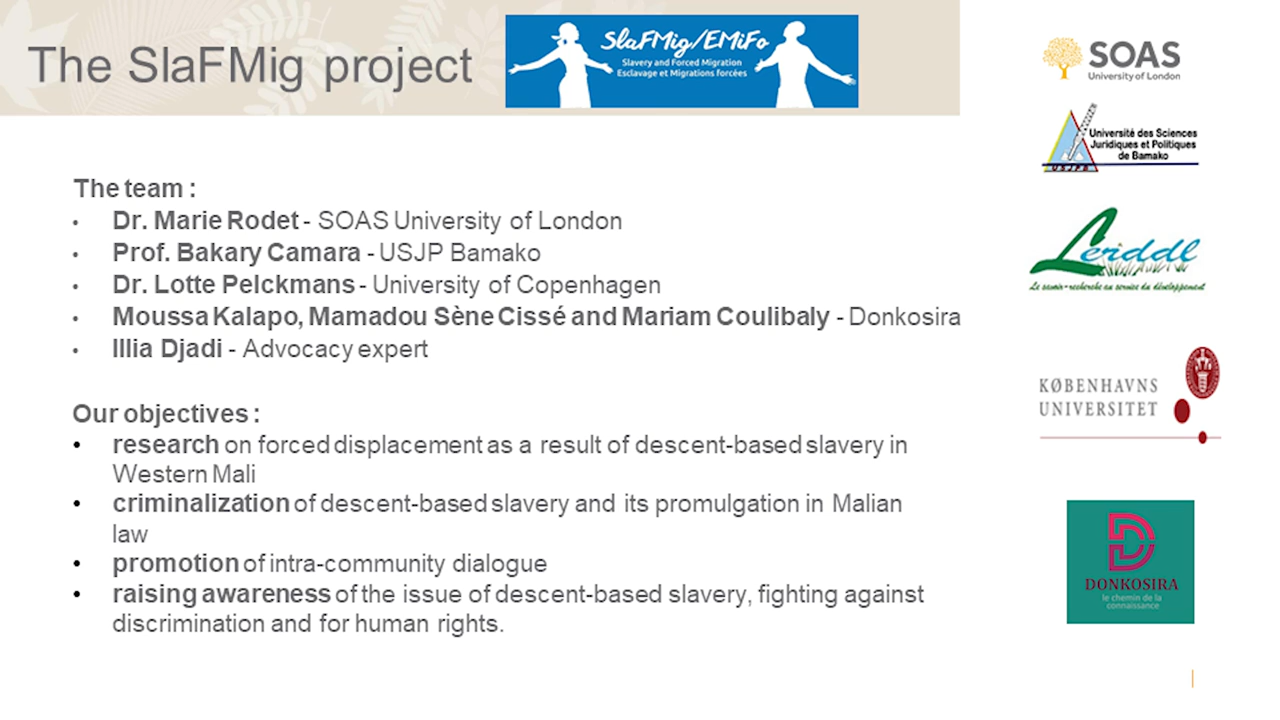 The SlaFMig project
SlaFMig/EMiFo
Slavery and Forced Migration
Esclavage et Migrations forcées
SOAS
University of London
Université des Sciences
Juridiques et Politiques
de Bamako
USJPB
Leriddl
Le savoir-recherche au service du développement
KØBENHAVNS
UNIVERSITET
DONKOSIRA
le chemin de la
connaissance
The team :
• Dr. Marie Rodet - SOAS University of London
• Prof. Bakary Camara - USJP Bamako
• Dr. Lotte Pelckmans - University of Copenhagen
• Moussa Kalapo, Mamadou Sène Cissé and Mariam Coulibaly - Donkosira
• Illia Djadi - Advocacy expert
Our objectives :
• research on forced displacement as a result of descent-based slavery in
Western Mali
• criminalization of descent-based slavery and its promulgation in Malian
law
• promotion of intra-community dialogue
• raising awareness of the issue of descent-based slavery, fighting against
discrimination and for human rights.